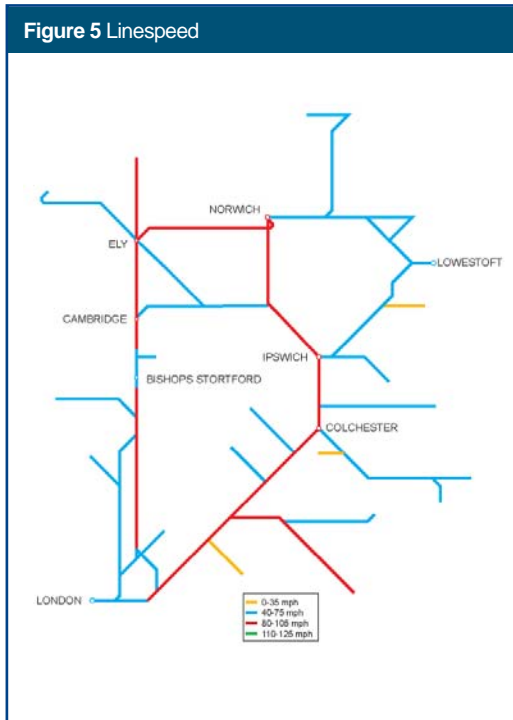 Figure 5 Linespeed
NORWICH
ELY
LOWESTOFT
CAMBRIDGE
IPSWICH
BISHOPS STORTFORD
COLCHESTER
LONDON
0-35 mph
40-75 mph
80-105 mph
110-125 mph